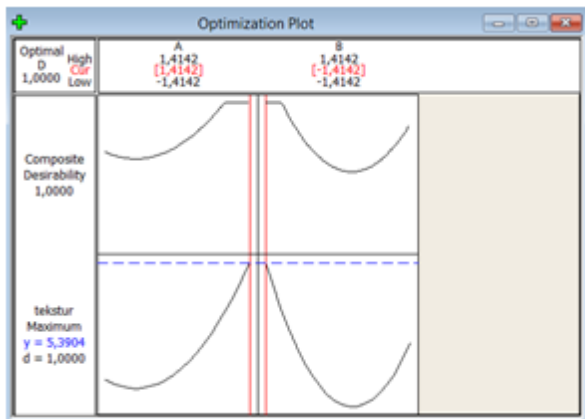 Optimization Plot
Optimal
D
1,0000
High
Cur
Low
A
1,4142
[1,4142]
-1,4142
B
1,4142
[-1,4142]
-1,4142
Composite
Desirability
1,0000
tekstur
Maximum
y = 5,3904
d = 1,0000